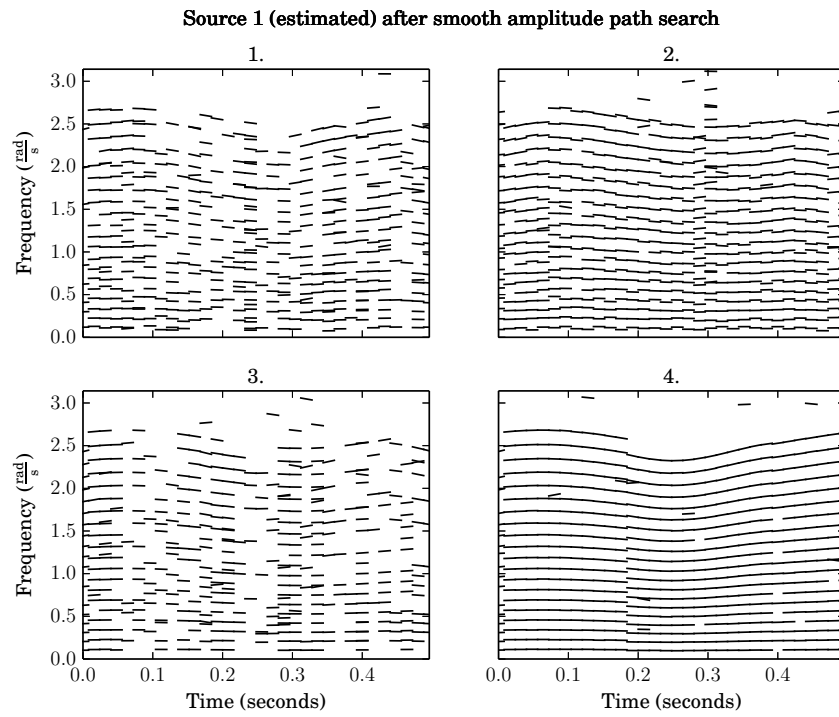 Source 1 (estimated) after smooth amplitude path search
1.
2.
3.0
2.5
2.0
1.5
1.0
0.5
0.0
Frequency (rad/s)
3.
4.
3.0
2.5
2.0
1.5
1.0
0.5
0.0
Frequency (rad/s)
0.0 0.1 0.2 0.3 0.4
0.0 0.1 0.2 0.3 0.4
Time (seconds)
Time (seconds)